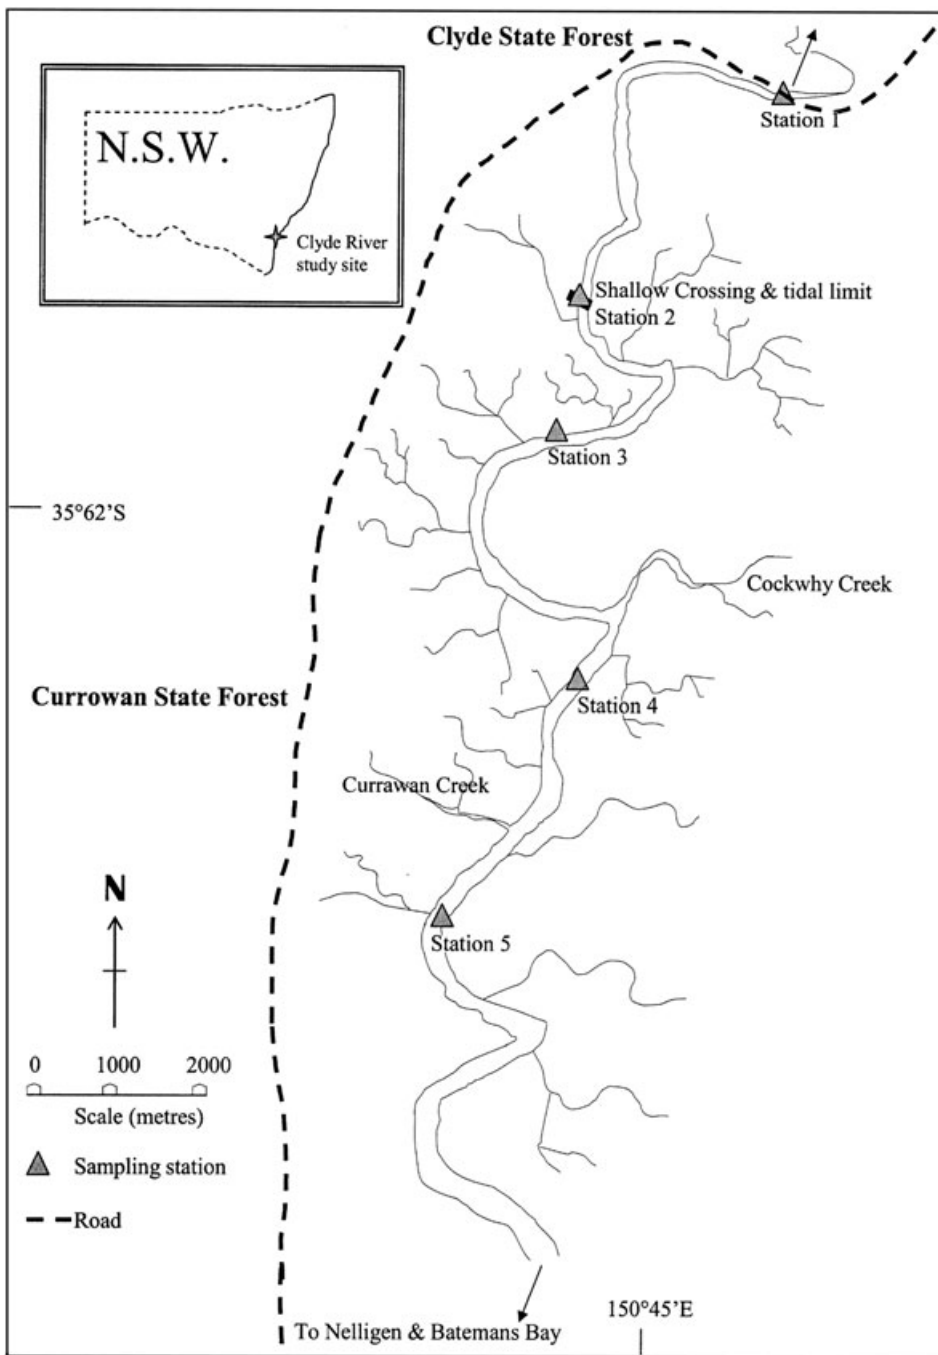 Clyde State Forest
Station 1
N.S.W.
Clyde River
study site
Shallow Crossing & tidal limit
Station 2
Station 3
35°62'S
Cockwhy Creek
Currowan State Forest
Station 4
Currawan Creek
N
Station 5
0 1000 2000
Scale (metres)
Sampling station
Road
150°45'E
To Nelligen & Batemans Bay